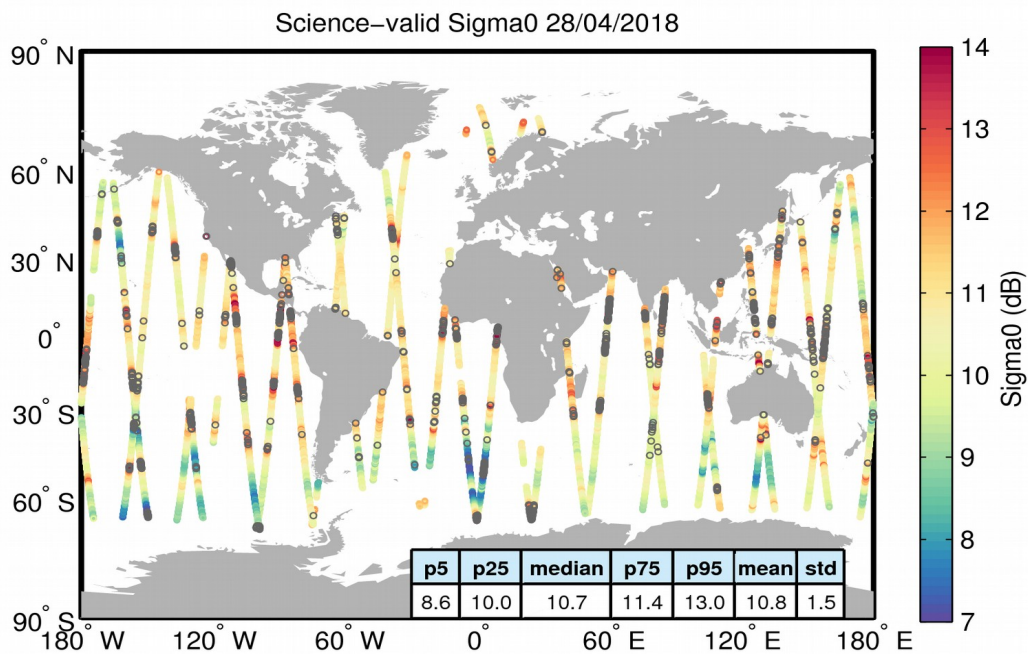 Science−valid Sigma0 28/04/2018
90° N
60° N
30° N
0°
30° S
60° S
90° S
180° W
120° W
60° W
0°
60° E
120° E
180° E
p5 p25 median p75 p95 mean std
8.6 10.0 10.7 11.4 13.0 10.8 1.5
14
13
12
11
10
9
8
7
Sigma0 (dB)